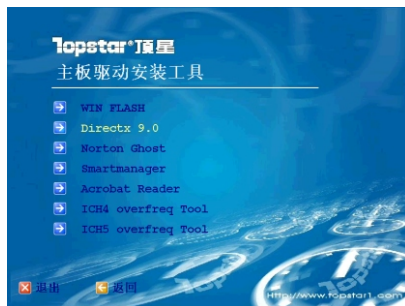 Topstar®顶星
主板驱动安装工具
WIN FLASH
Directx 9.0
Norton Ghost
Smartmanager
Acrobat Reader
ICH4 overfreq Tool
ICH5 overfreq Tool
退出 返回
Http://www.topstar1.com